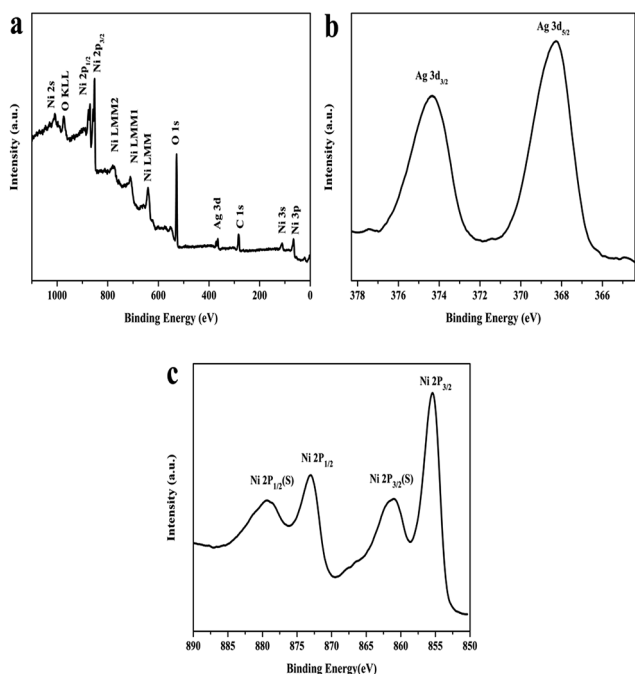 a
Ni 2s
O KLL
Ni 2p1/2
Ni 2p3/2
Ni LMM2
Ni LMM1
Ni LMM
O 1s
Ag 3d
C 1s
Ni 3s
Ni 3p
Intensity (a.u.)
1000 800 600 400 200 0
Binding Energy (eV)
b
Ag 3d3/2
Ag 3d5/2
Intensity (a.u.)
378 376 374 372 370 368 366
Binding Energy (eV)
c
Ni 2P1/2(S)
Ni 2P1/2
Ni 2P3/2(S)
Ni 2P3/2
Intensity (a.u.)
890 885 880 875 870 865 860 855 850
Binding Energy(eV)